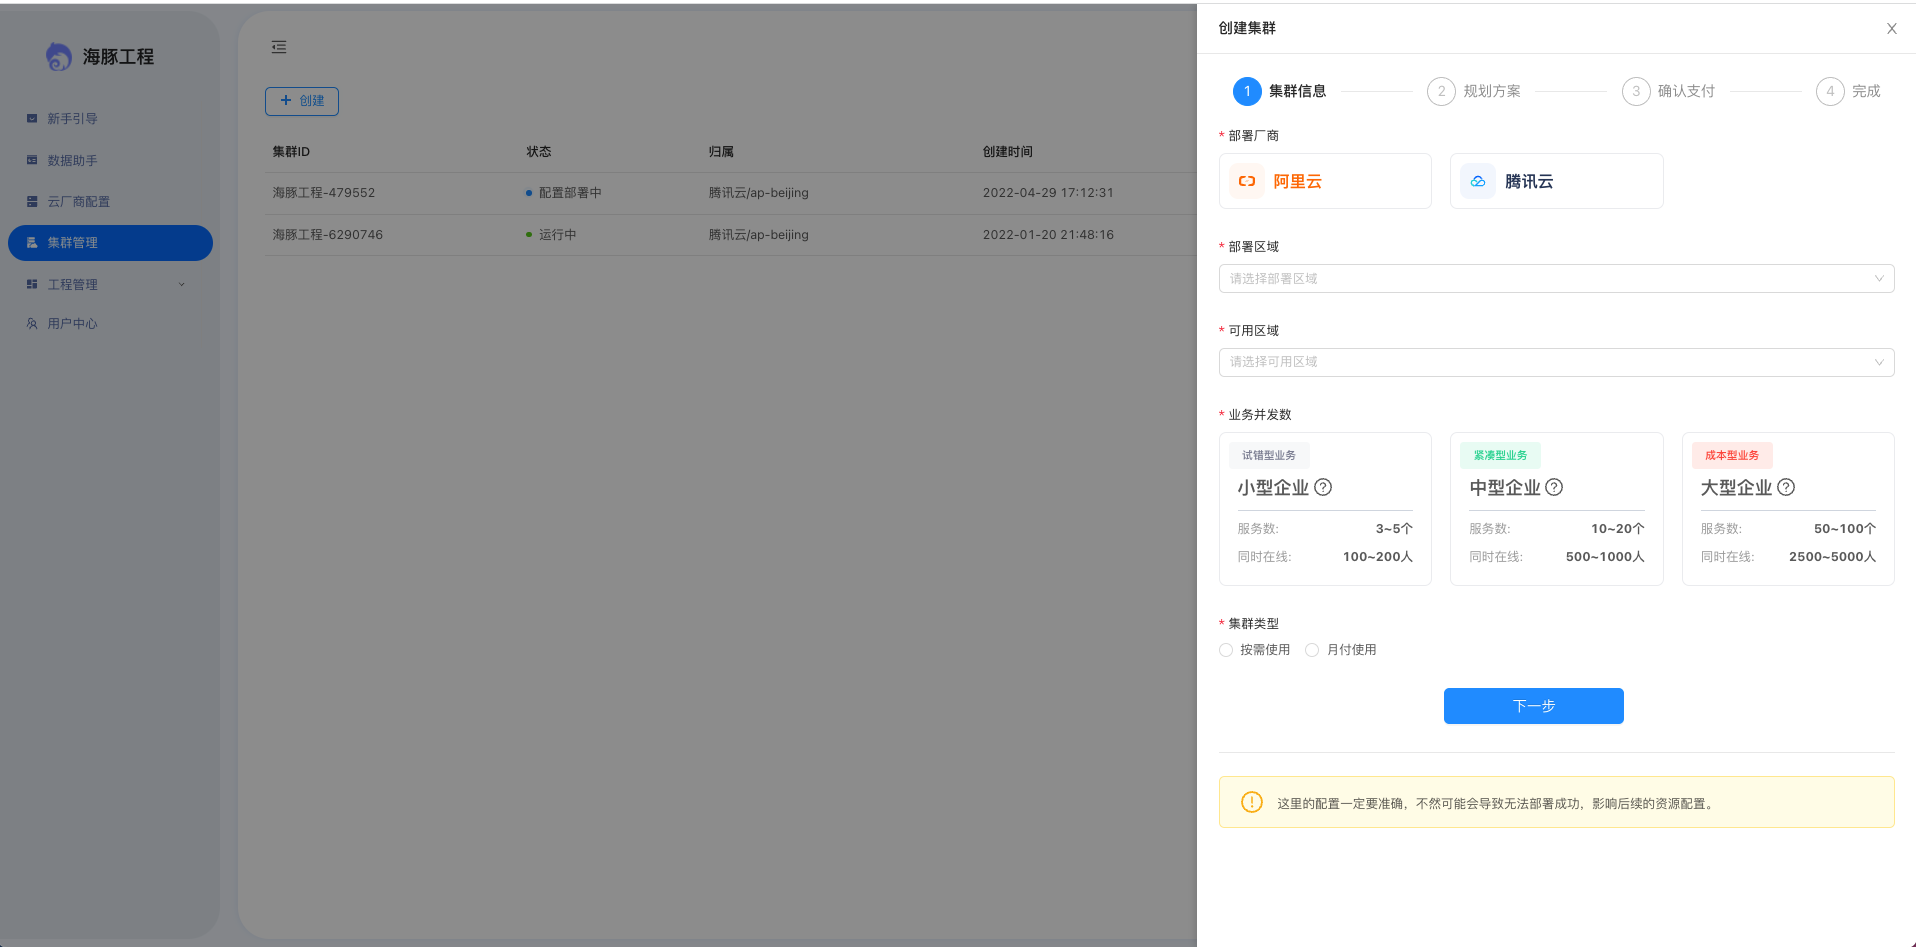 海豚工程
新手引导
数据助手
云厂商配置
集群管理
工程管理
用户中心
+ 创建
集群ID 状态 归属 创建时间
海豚工程-479552 配置部署中 腾讯云/ap-beijing 2022-04-29 17:12:31
海豚工程-6290746 运行中 腾讯云/ap-beijing 2022-01-20 21:48:16
创建集群 X
1 集群信息 2 规划方案 3 确认支付 4 完成
* 部署厂商
阿里云 腾讯云
* 部署区域
请选择部署区域
* 可用区域
请选择可用区域
* 业务并发数
试错型业务
小型企业 ?
服务数: 3~5个
同时在线: 100~200人
紧凑型业务
中型企业 ?
服务数: 10~20个
同时在线: 500~1000人
成本型业务
大型企业 ?
服务数: 50~100个
同时在线: 2500~5000人
* 集群类型
按需使用 月付使用
下一步
这里的配置一定要准确，不然可能会导致无法部署成功，影响后续的资源配置。